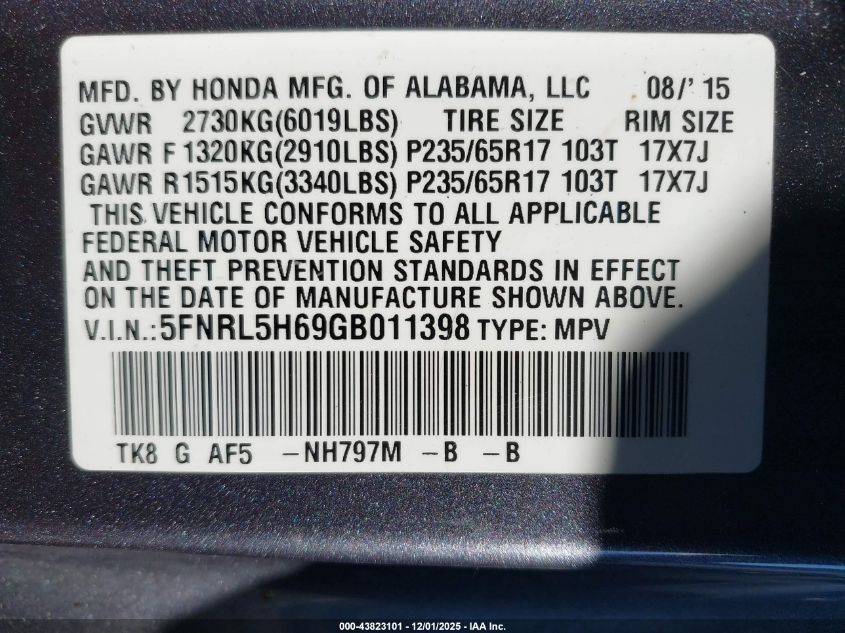 MFD. BY HONDA MFG. OF ALABAMA, LLC 08/' 15
GVWR 2730KG(6019LBS) TIRE SIZE RIM SIZE
GAWR F 1320KG(2910LBS) P235/65R17 103T 17X7J
GAWR R1515KG(3340LBS) P235/65R17 103T 17X7J
THIS VEHICLE CONFORMS TO ALL APPLICABLE
FEDERAL MOTOR VEHICLE SAFETY
AND THEFT PREVENTION STANDARDS IN EFFECT
ON THE DATE OF MANUFACTURE SHOWN ABOVE.
V.I.N.:5FNRL5H69GB011398 TYPE: MPV
TK8 G AF5 -NH797M -B -B
000-43823101 - 12/01/2025 - IAA Inc.